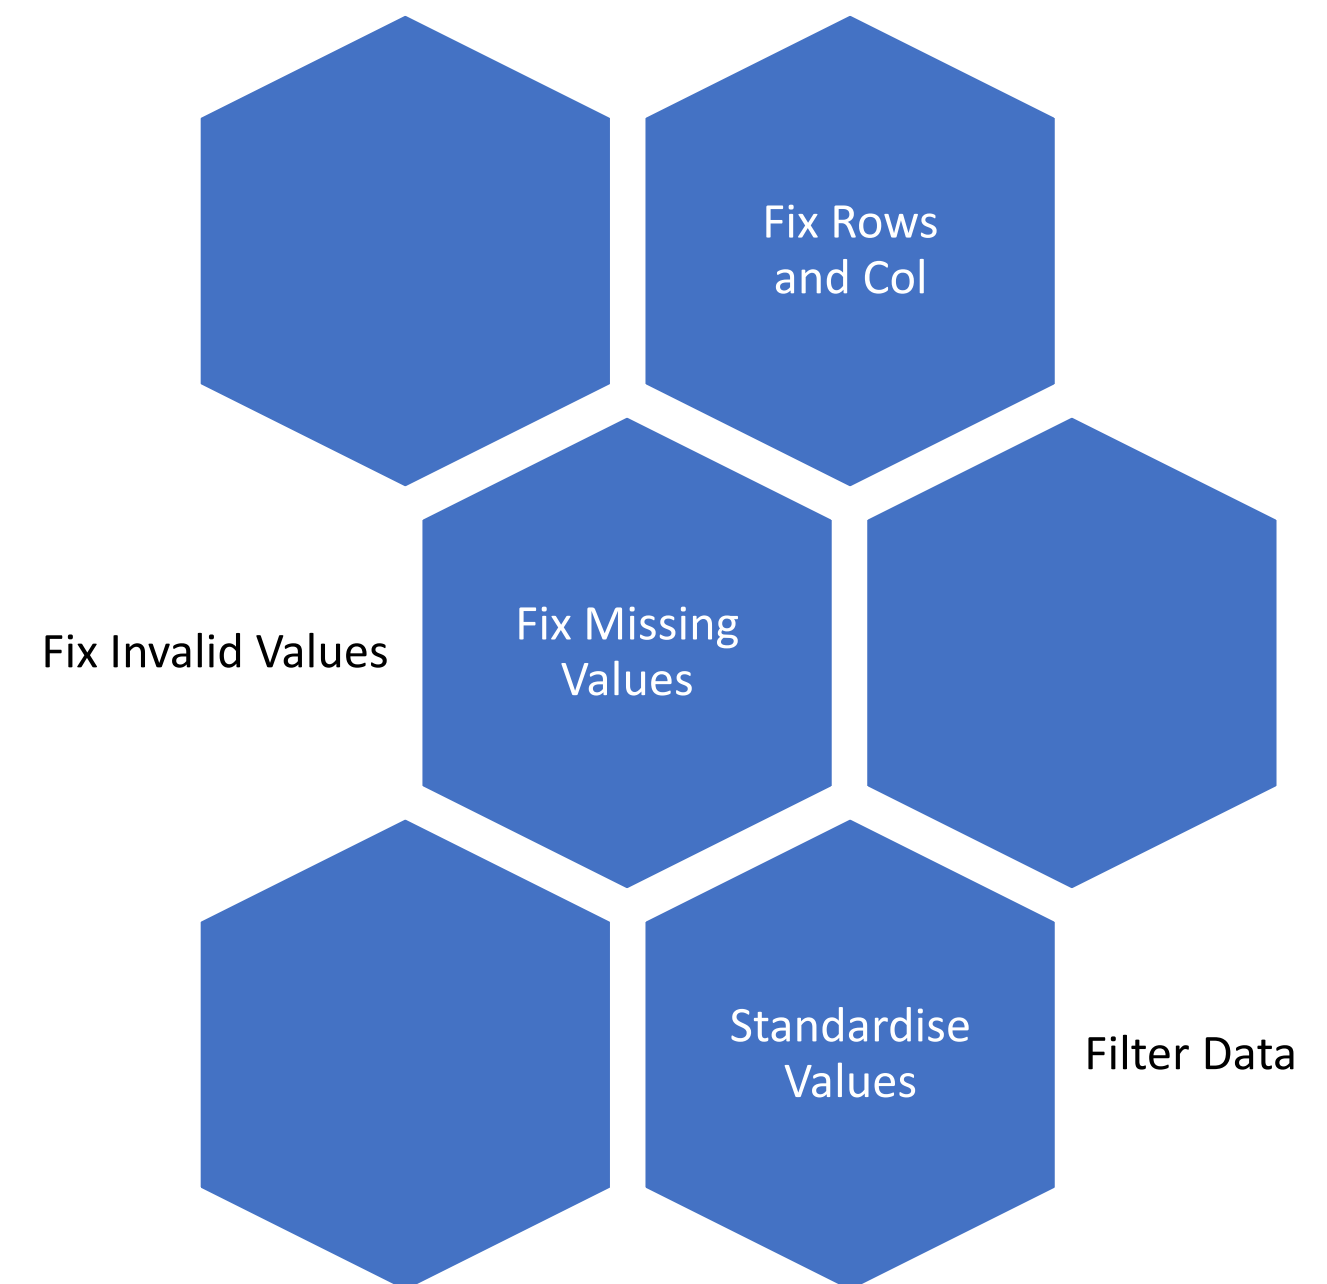 Fix Rows
and Col
Fix Invalid Values
Fix Missing
Values
Standardise
Values
Filter Data